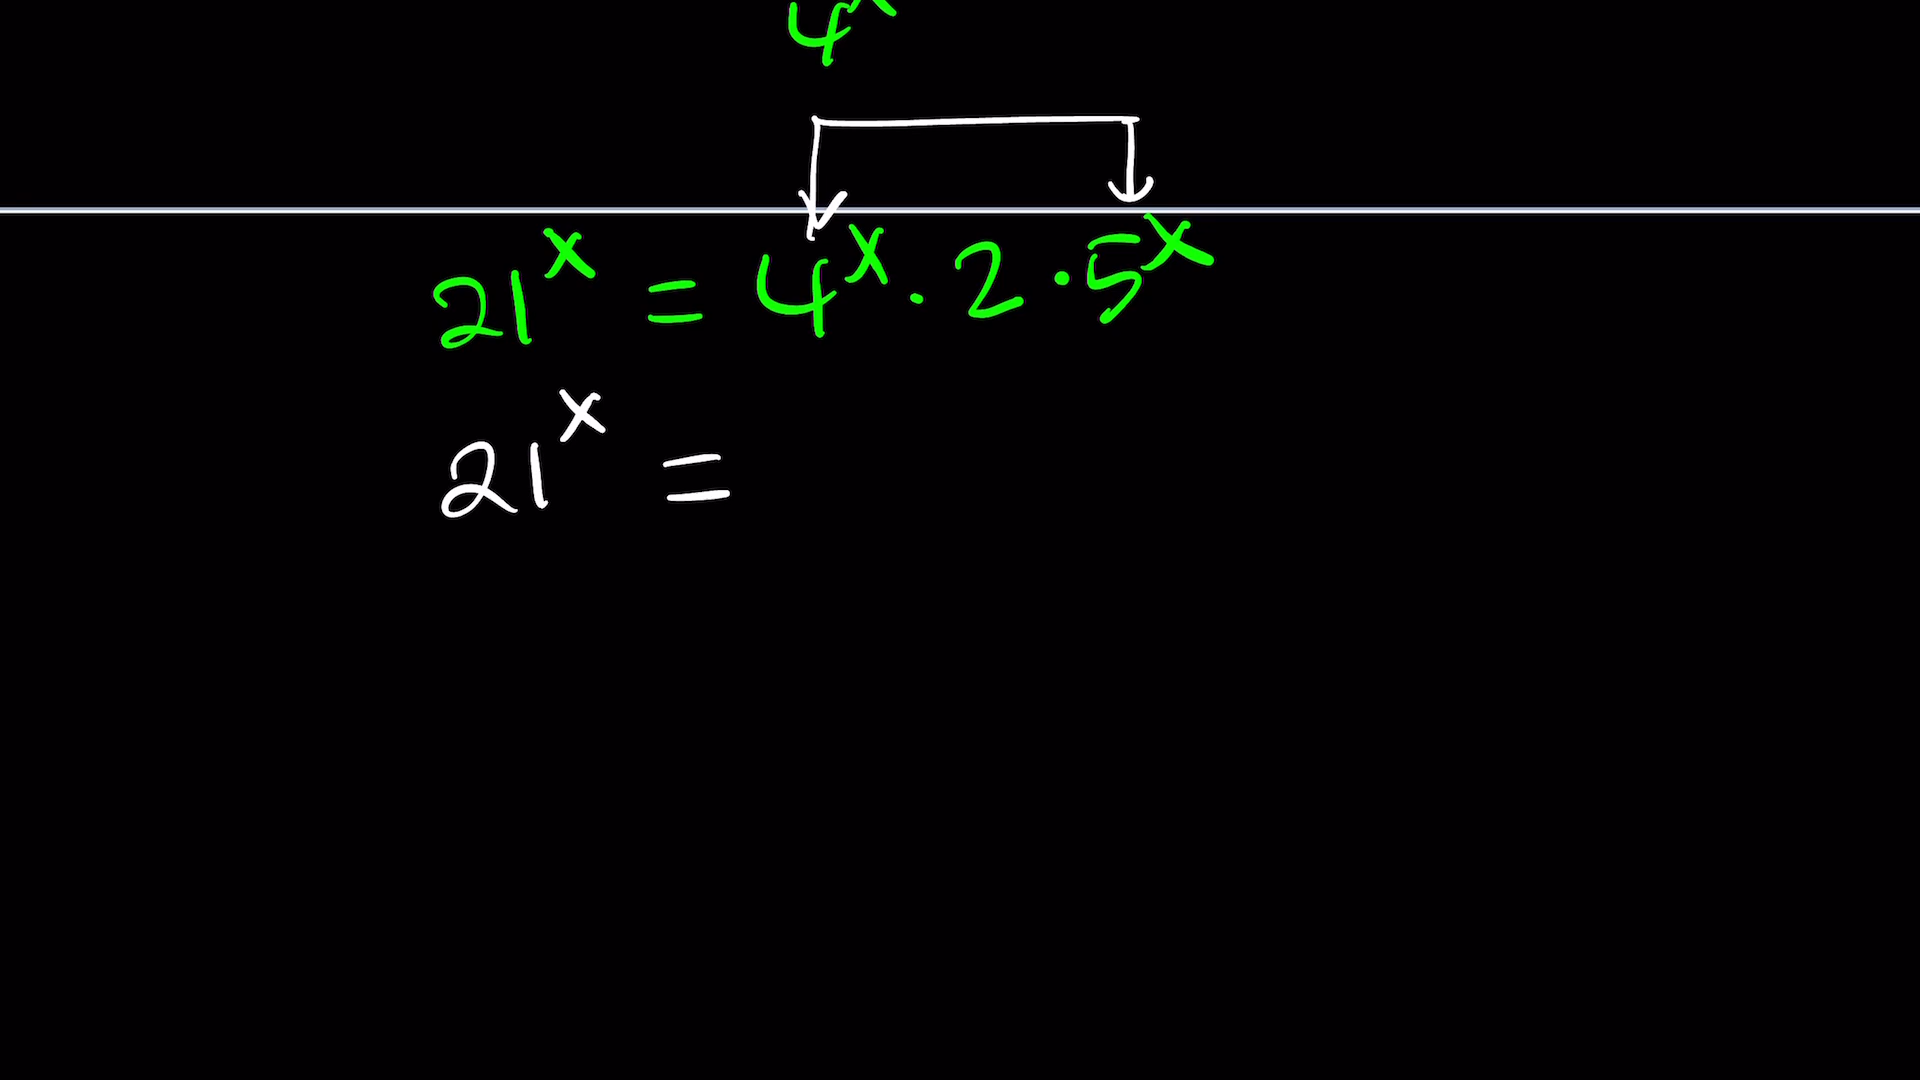 4^x
21^x = 4^x · 2 · 5^x
21^x =